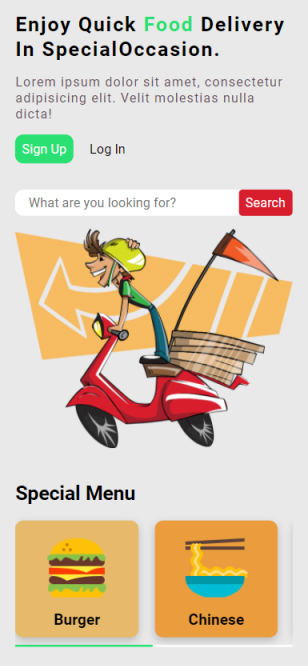 Enjoy Quick Food Delivery
In SpecialOccasion.
Lorem ipsum dolor sit amet, consectetur
adipisicing elit. Velit molestias nulla
dicta!
Sign Up Log In
What are you looking for? Search
Special Menu
Burger Chinese